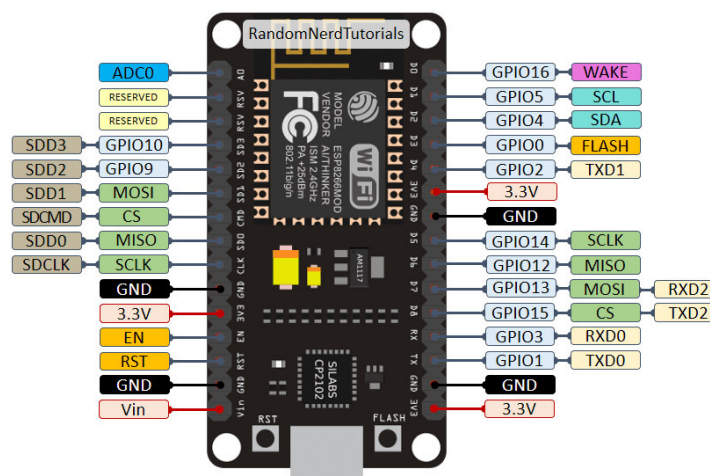 RandomNerdTutorials
ADC0
RESERVED
RESERVED
SDD3 GPIO10
SDD2 GPIO9
SDD1 MOSI
SDCMD CS
SDD0 MISO
SDCLK SCLK
GND
3.3V
EN
RST
GND
Vin
A0
RSV
RSV
SD3
SD2
SD1
CMD
SD0
CLK
GND
3V3
EN
RST
GND
Vin
MODEL ESP8266MOD
VENDOR AI/THINKER
ISM 2.4GHz
PA +25dBm
802.11b/g/n
FC
WiFi
AM1117
SILABS
CP2102
RST
FLASH
D0
D1
D2
D3
D4
3V3
GND
D5
D6
D7
D8
RX
TX
GND
3V3
GPIO16 WAKE
GPIO5 SCL
GPIO4 SDA
GPIO0 FLASH
GPIO2 TXD1
3.3V
GND
GPIO14 SCLK
GPIO12 MISO
GPIO13 MOSI RXD2
GPIO15 CS TXD2
GPIO3 RXD0
GPIO1 TXD0
GND
3.3V